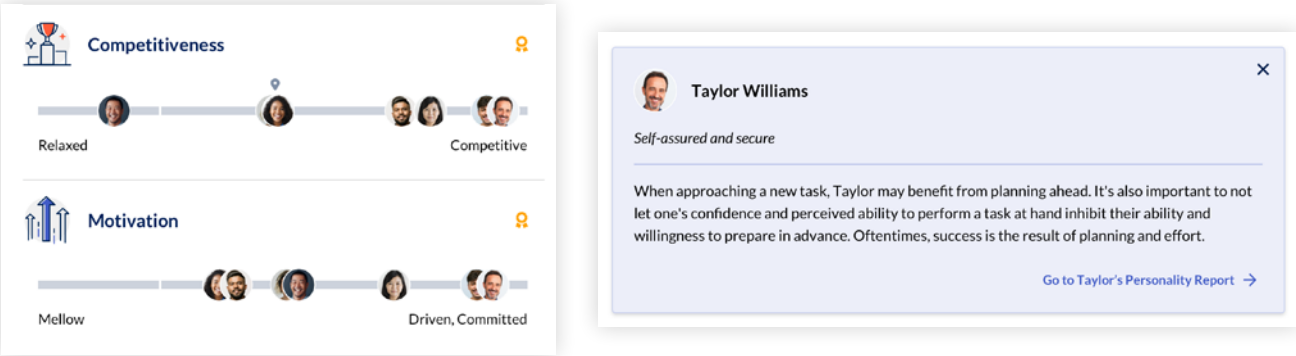 Competitiveness
Relaxed
Competitive
Motivation
Mellow
Driven, Committed
Taylor Williams
Self-assured and secure
When approaching a new task, Taylor may benefit from planning ahead. It's also important to not
let one's confidence and perceived ability to perform a task at hand inhibit their ability and
willingness to prepare in advance. Oftentimes, success is the result of planning and effort.
Go to Taylor's Personality Report